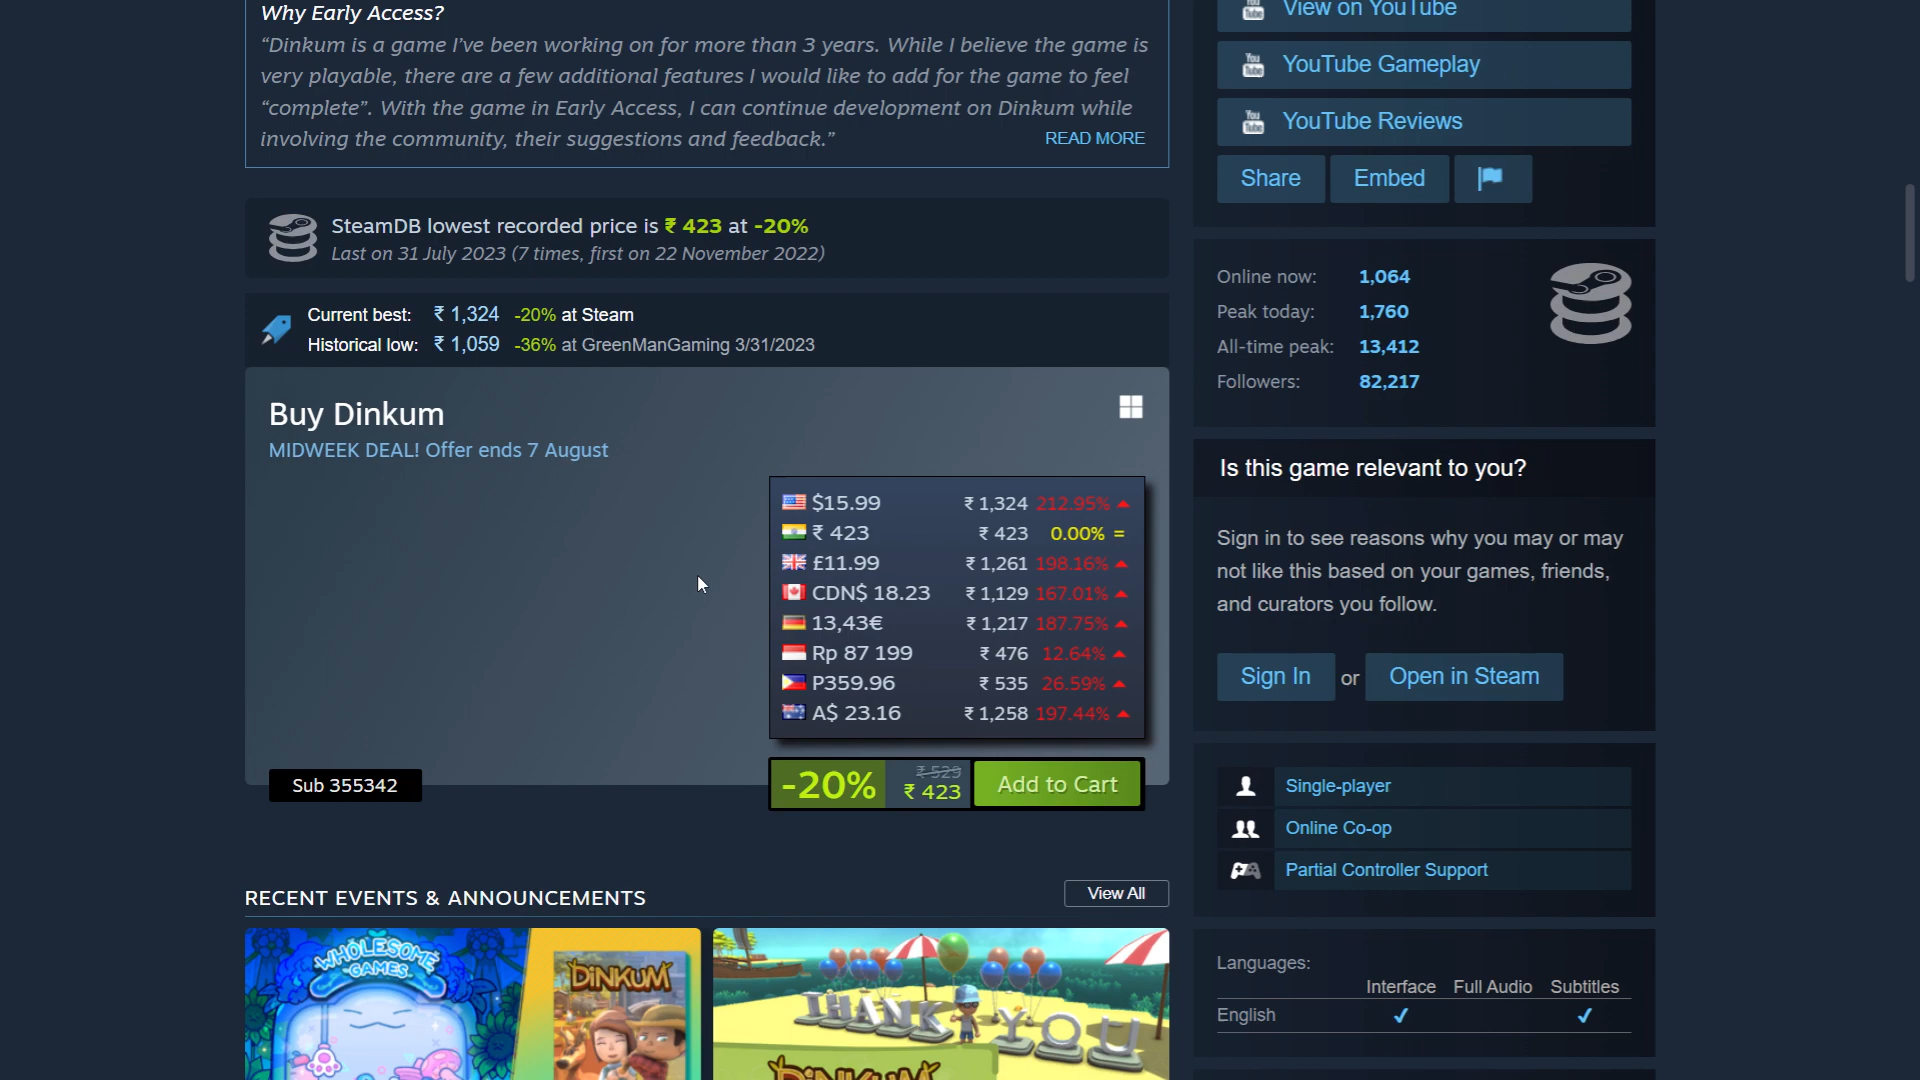 Why Early Access?
“Dinkum is a game I’ve been working on for more than 3 years. While I believe the game is
very playable, there are a few additional features I would like to add for the game to feel
“complete”. With the game in Early Access, I can continue development on Dinkum while
involving the community, their suggestions and feedback.”
READ MORE
SteamDB lowest recorded price is ₹ 423 at -20%
Last on 31 July 2023 (7 times, first on 22 November 2022)
Current best: ₹ 1,324 -20% at Steam
Historical low: ₹ 1,059 -36% at GreenManGaming 3/31/2023
Buy Dinkum
MIDWEEK DEAL! Offer ends 7 August
$15.99 ₹ 1,324 212.95%
₹ 423 ₹ 423 0.00% =
£11.99 ₹ 1,261 198.16%
CDN$ 18.23 ₹ 1,129 167.01%
13,43€ ₹ 1,217 187.75%
Rp 87 199 ₹ 476 12.64%
P359.96 ₹ 535 26.59%
A$ 23.16 ₹ 1,258 197.44%
Sub 355342
-20%
₹ 529
₹ 423
Add to Cart
RECENT EVENTS & ANNOUNCEMENTS
View All
WHOLESOME
GAMES
DiNKUM
THANK YOU
DiNKUM
View on YouTube
YouTube Gameplay
YouTube Reviews
Share
Embed
Online now: 1,064
Peak today: 1,760
All-time peak: 13,412
Followers: 82,217
Is this game relevant to you?
Sign in to see reasons why you may or may
not like this based on your games, friends,
and curators you follow.
Sign In or Open in Steam
Single-player
Online Co-op
Partial Controller Support
Languages:
Interface Full Audio Subtitles
English ✔ ✔